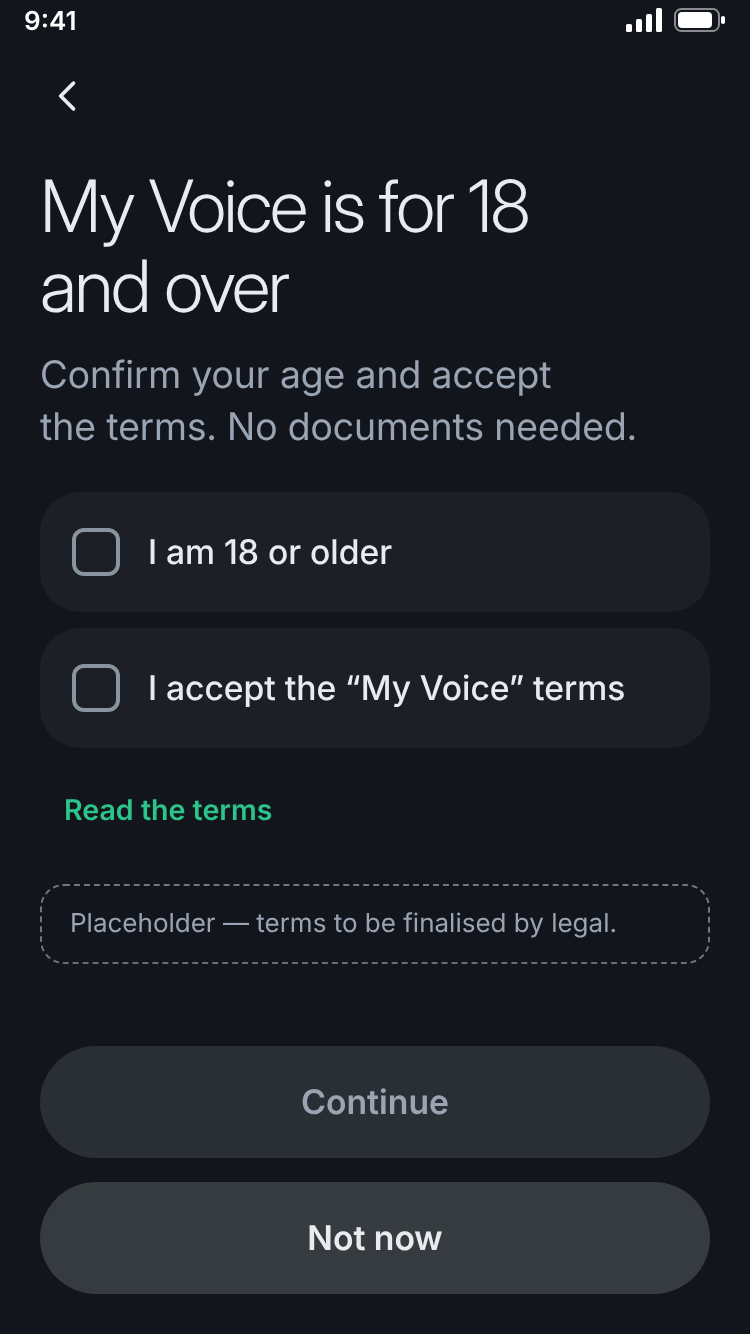 9:41
My Voice is for 18
and over
Confirm your age and accept
the terms. No documents needed.
I am 18 or older
I accept the “My Voice” terms
Read the terms
Placeholder — terms to be finalised by legal.
Continue
Not now